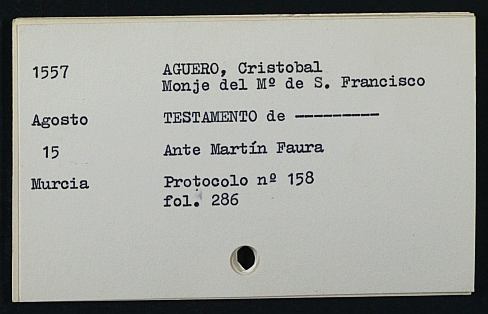 1557 AGUERO, Cristobal
Monje del Mº de S. Francisco
Agosto TESTAMENTO de ---------
15 Ante Martín Faura
Murcia Protocolo nº 158
fol. 286